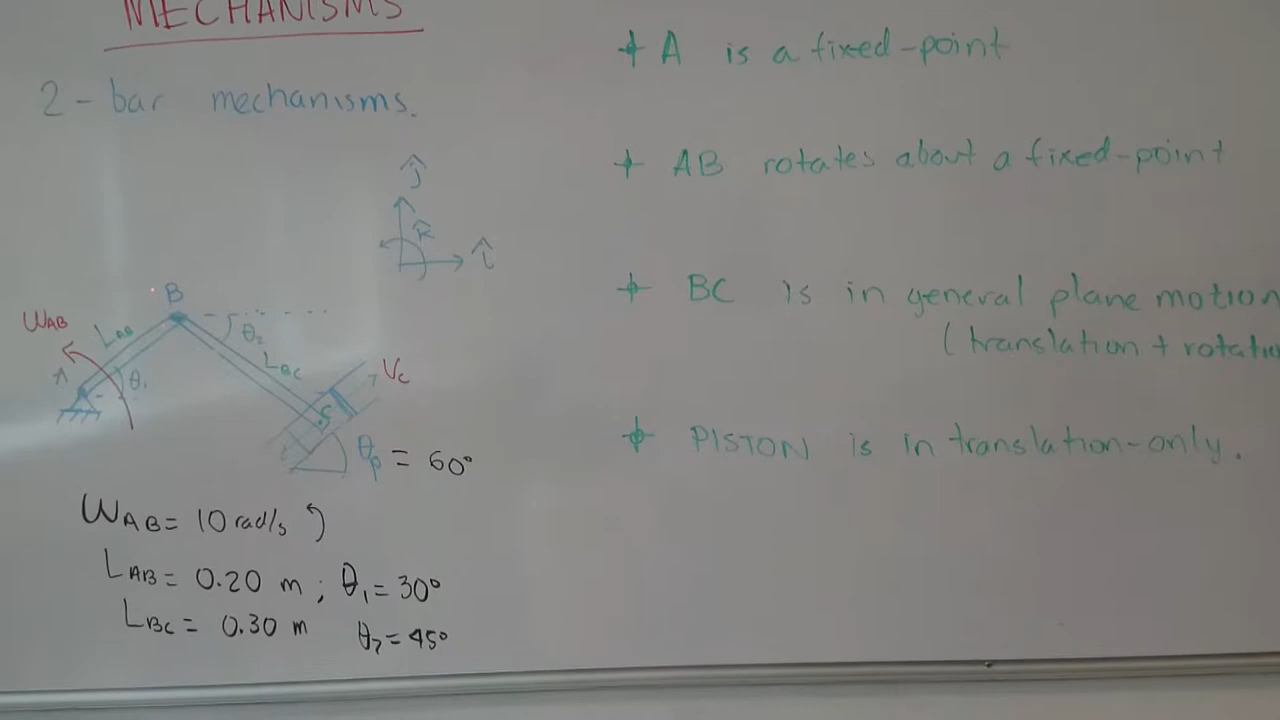 MECHANISMS
2-bar mechanisms.
ĵ
k̂
î
B
WAB
LAB
θ2
LBC
A
θ1
VC
C
θp = 60°
WAB = 10 rad/s
LAB = 0.20 m ; θ1 = 30°
LBC = 0.30 m θ2 = 45°
A is a fixed-point
AB rotates about a fixed-point
BC is in general plane motion
(translation + rotatio
PISTON is in translation-only.